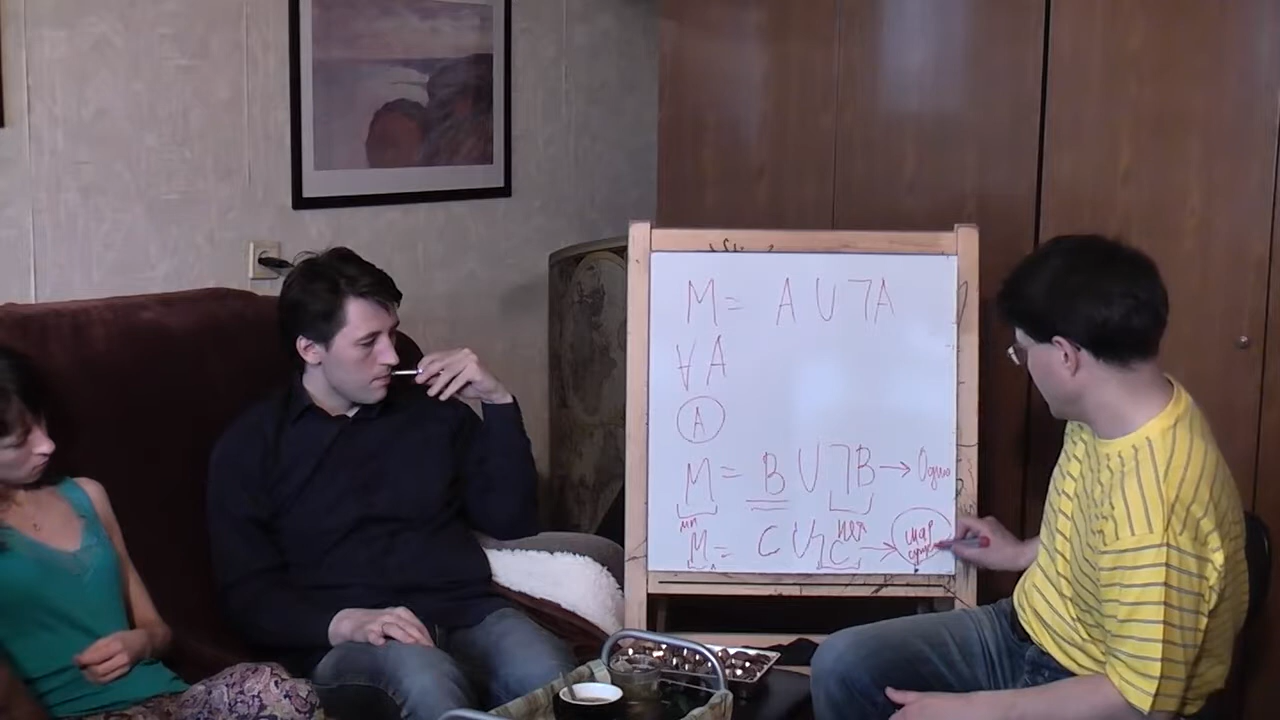 M = A ∪ ¬A
∀ A
A
M = B ∪ ¬B → Одно
M = C ∪ ¬C →